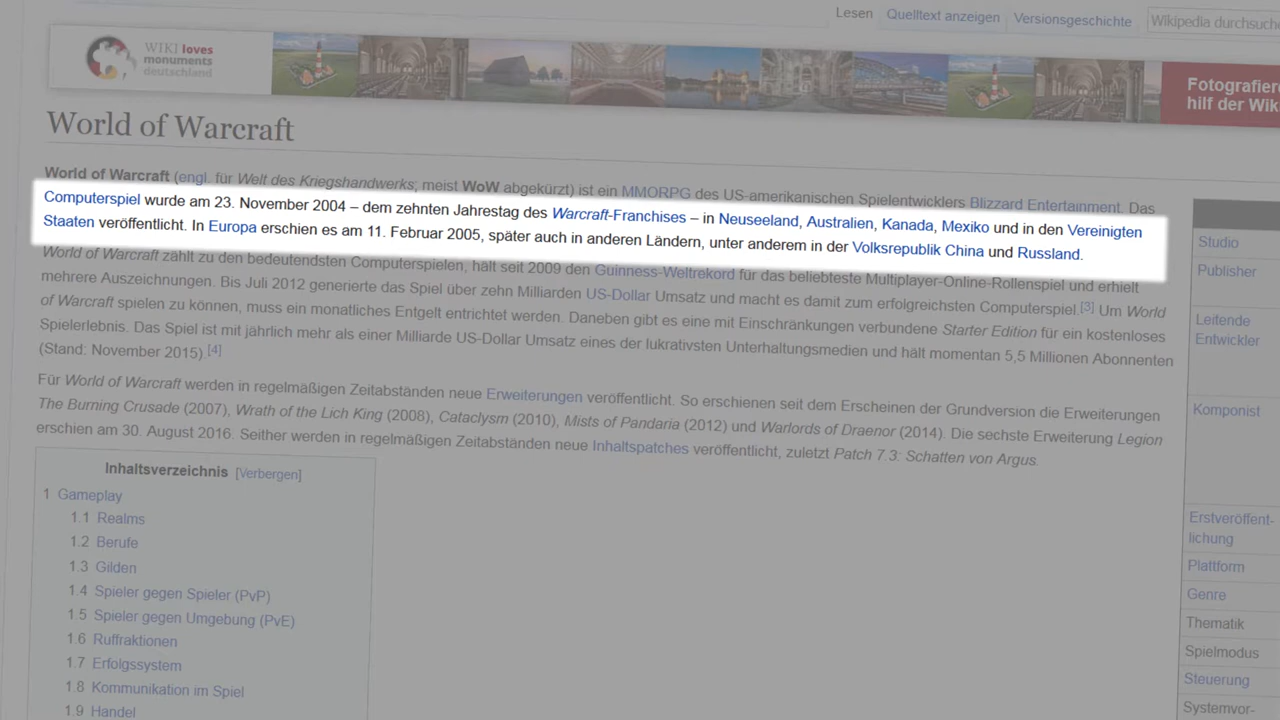 Lesen Quelltext anzeigen Versionsgeschichte Wikipedia durchsuche
WIKI loves
monuments
deutschland
Fotografier
hilf der Wik
World of Warcraft
World of Warcraft (engl. für Welt des Kriegshandwerks; meist WoW abgekürzt) ist ein MMORPG des US-amerikanischen Spielentwicklers Blizzard Entertainment. Das
Computerspiel wurde am 23. November 2004 – dem zehnten Jahrestag des Warcraft-Franchises – in Neuseeland, Australien, Kanada, Mexiko und in den Vereinigten
Staaten veröffentlicht. In Europa erschien es am 11. Februar 2005, später auch in anderen Ländern, unter anderem in der Volksrepublik China und Russland.
World of Warcraft zählt zu den bedeutendsten Computerspielen, hält seit 2009 den Guinness-Weltrekord für das beliebteste Multiplayer-Online-Rollenspiel und erhielt
mehrere Auszeichnungen. Bis Juli 2012 generierte das Spiel über zehn Milliarden US-Dollar Umsatz und macht es damit zum erfolgreichsten Computerspiel.[3] Um World
of Warcraft spielen zu können, muss ein monatliches Entgelt entrichtet werden. Daneben gibt es eine mit Einschränkungen verbundene Starter Edition für ein kostenloses
Spielerlebnis. Das Spiel ist mit jährlich mehr als einer Milliarde US-Dollar Umsatz eines der lukrativsten Unterhaltungsmedien und hält momentan 5,5 Millionen Abonnenten
(Stand: November 2015).[4]
Für World of Warcraft werden in regelmäßigen Zeitabständen neue Erweiterungen veröffentlicht. So erschienen seit dem Erscheinen der Grundversion die Erweiterungen
The Burning Crusade (2007), Wrath of the Lich King (2008), Cataclysm (2010), Mists of Pandaria (2012) und Warlords of Draenor (2014). Die sechste Erweiterung Legion
erschien am 30. August 2016. Seither werden in regelmäßigen Zeitabständen neue Inhaltspatches veröffentlicht, zuletzt Patch 7.3: Schatten von Argus.
Inhaltsverzeichnis [Verbergen]
1 Gameplay
1.1 Realms
1.2 Berufe
1.3 Gilden
1.4 Spieler gegen Spieler (PvP)
1.5 Spieler gegen Umgebung (PvE)
1.6 Ruffraktionen
1.7 Erfolgssystem
1.8 Kommunikation im Spiel
1.9 Handel
Studio
Publisher
Leitende
Entwickler
Komponist
Erstveröffent-
lichung
Plattform
Genre
Thematik
Spielmodus
Steuerung
Systemvor-